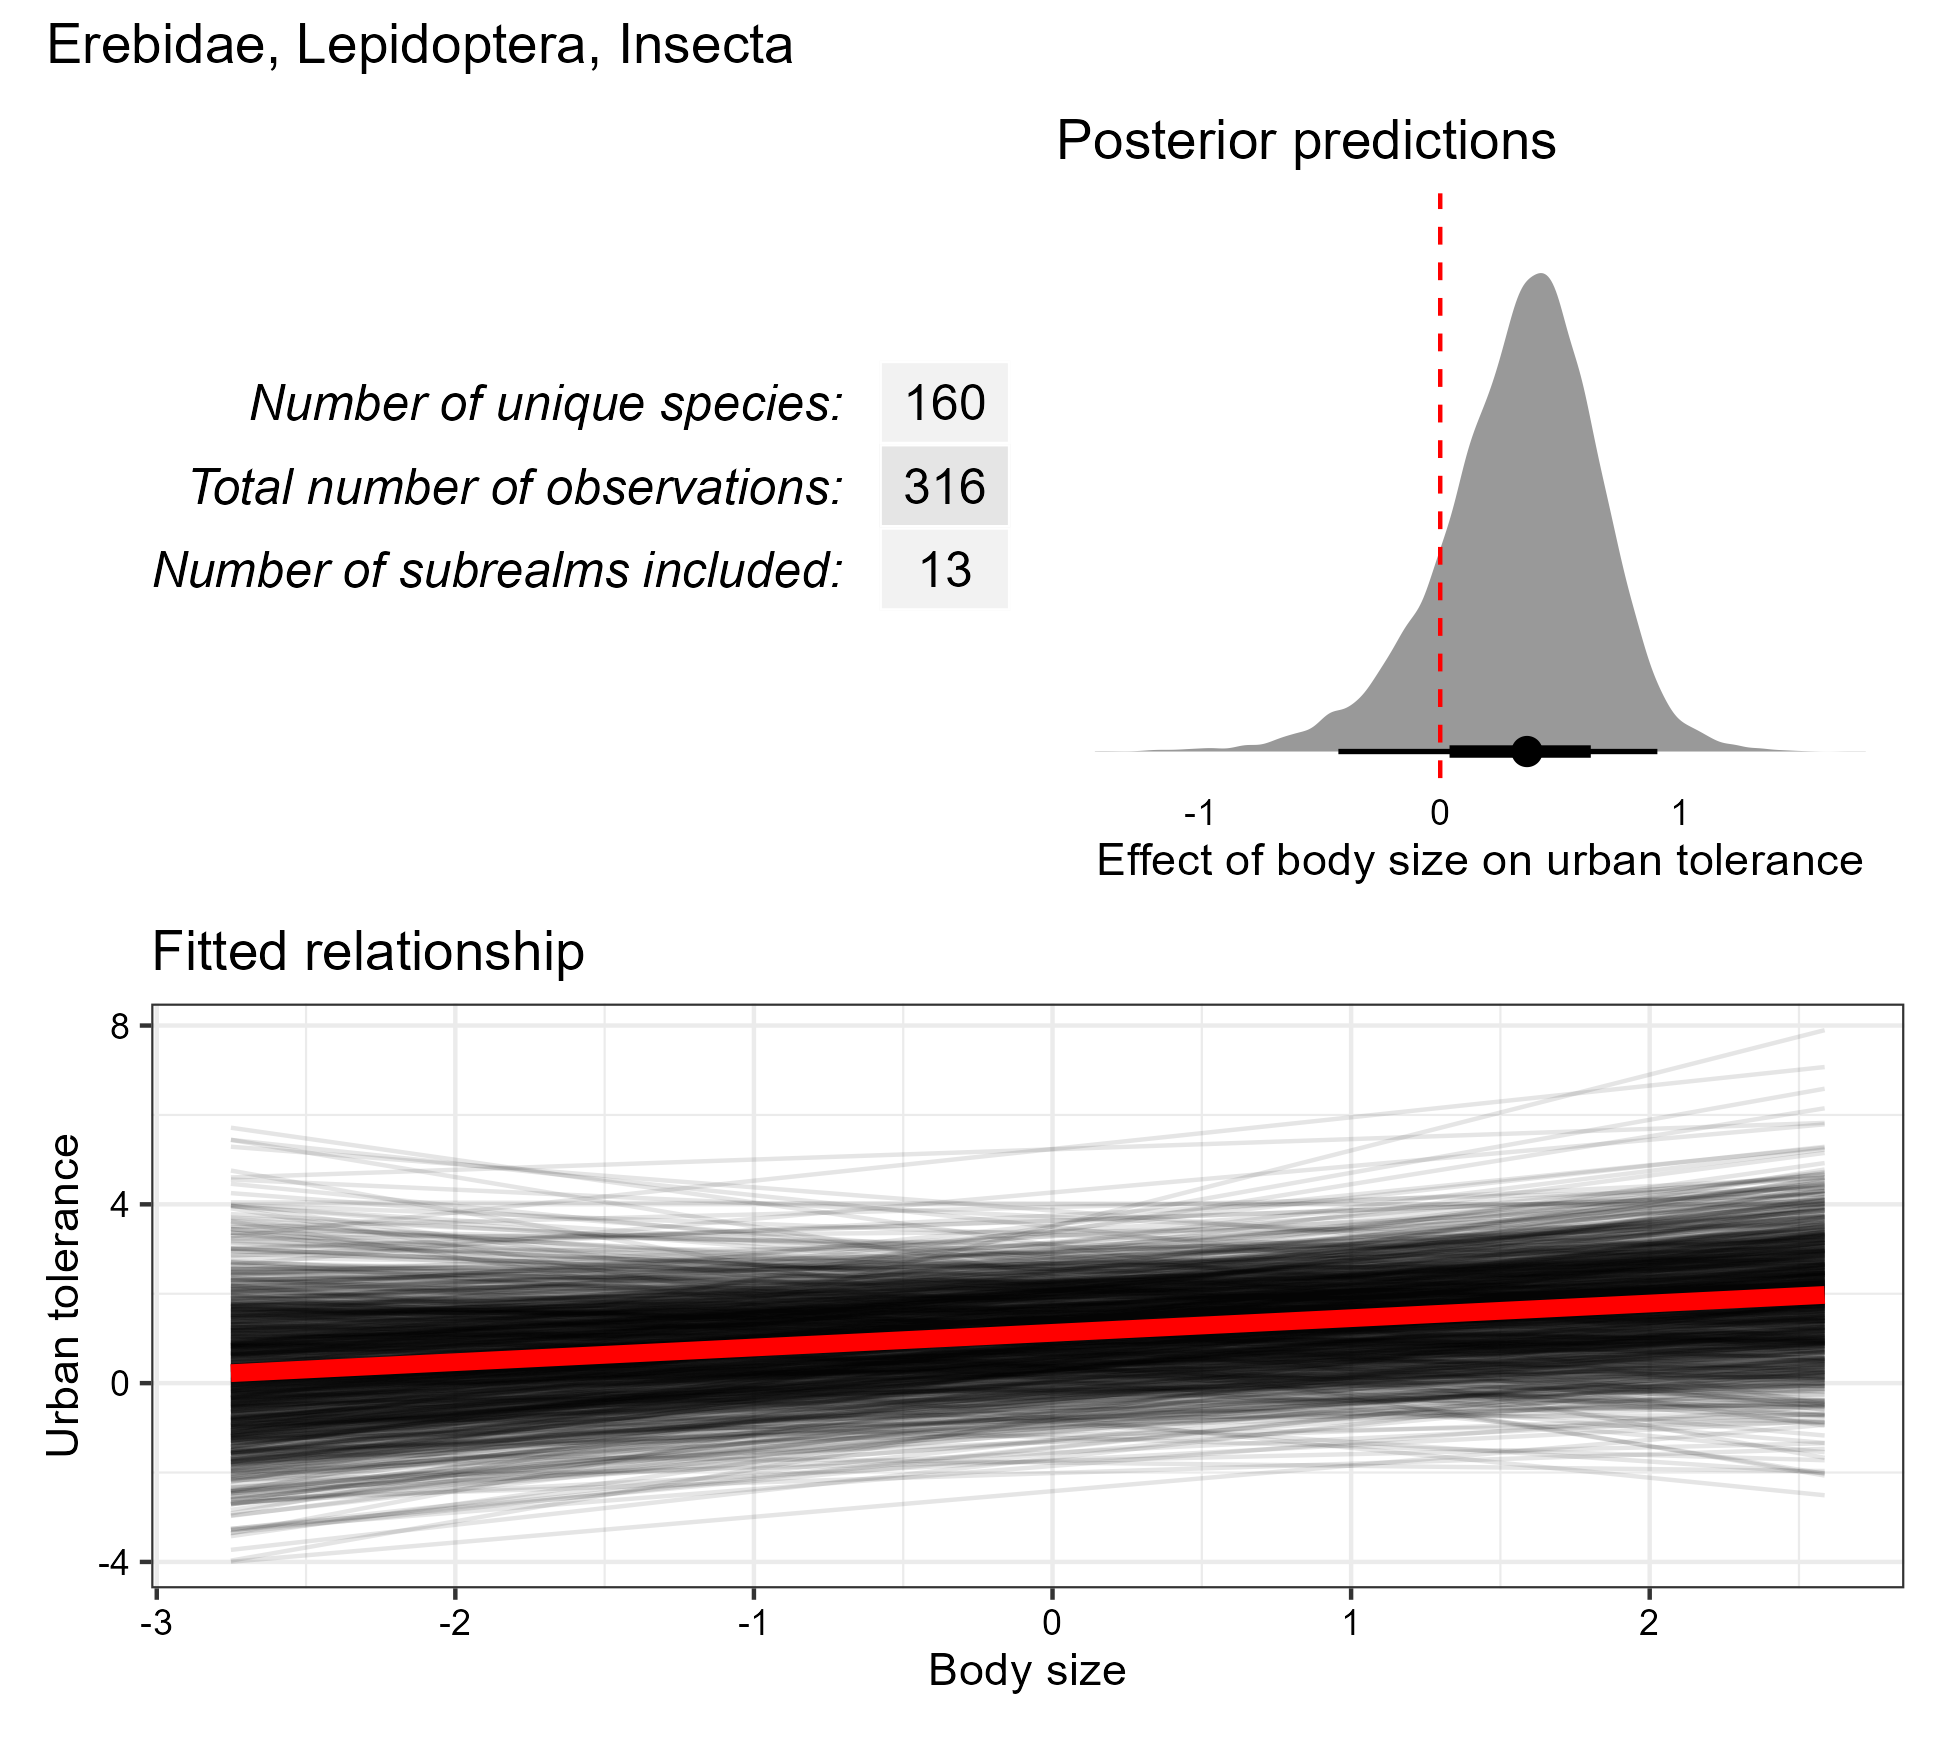 Erebidae, Lepidoptera, Insecta
Posterior predictions
Number of unique species: 160
Total number of observations: 316
Number of subrealms included: 13
-1 0 1
Effect of body size on urban tolerance
Fitted relationship
Urban tolerance
8
4
0
-4
-3 -2 -1 0 1 2
Body size